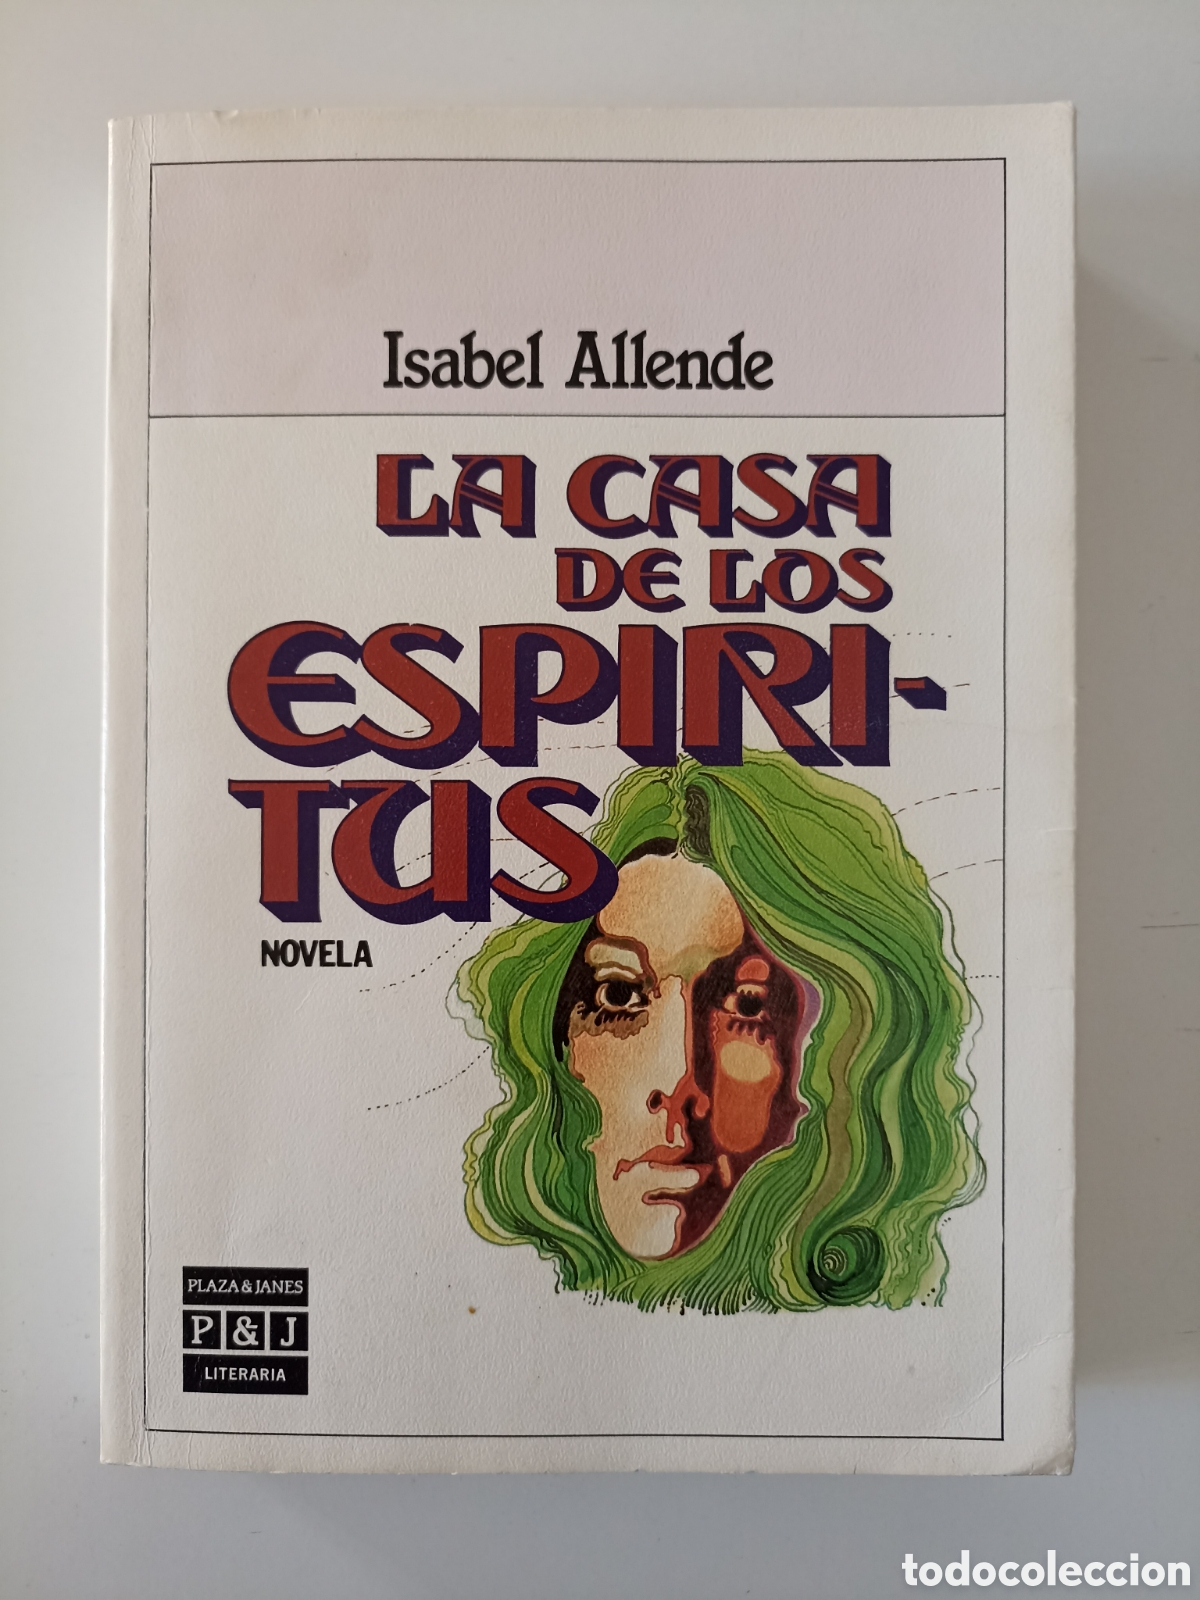 Isabel Allende
LA CASA
DE LOS
ESPIRI-
TUS
NOVELA
PLAZA & JANES
P & J
LITERARIA
todocoleccion